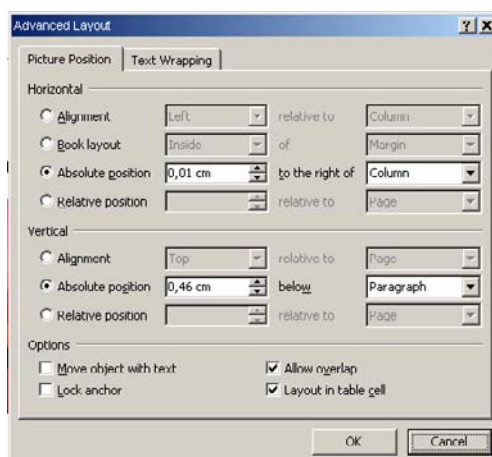 Advanced Layout
Picture Position Text Wrapping
Horizontal
Alignment Left relative to Column
Book layout Inside of Margin
Absolute position 0,01 cm to the right of Column
Relative position relative to Page
Vertical
Alignment Top relative to Page
Absolute position 0,46 cm below Paragraph
Relative position relative to Page
Options
Move object with text Allow overlap
Lock anchor Layout in table cell
OK Cancel